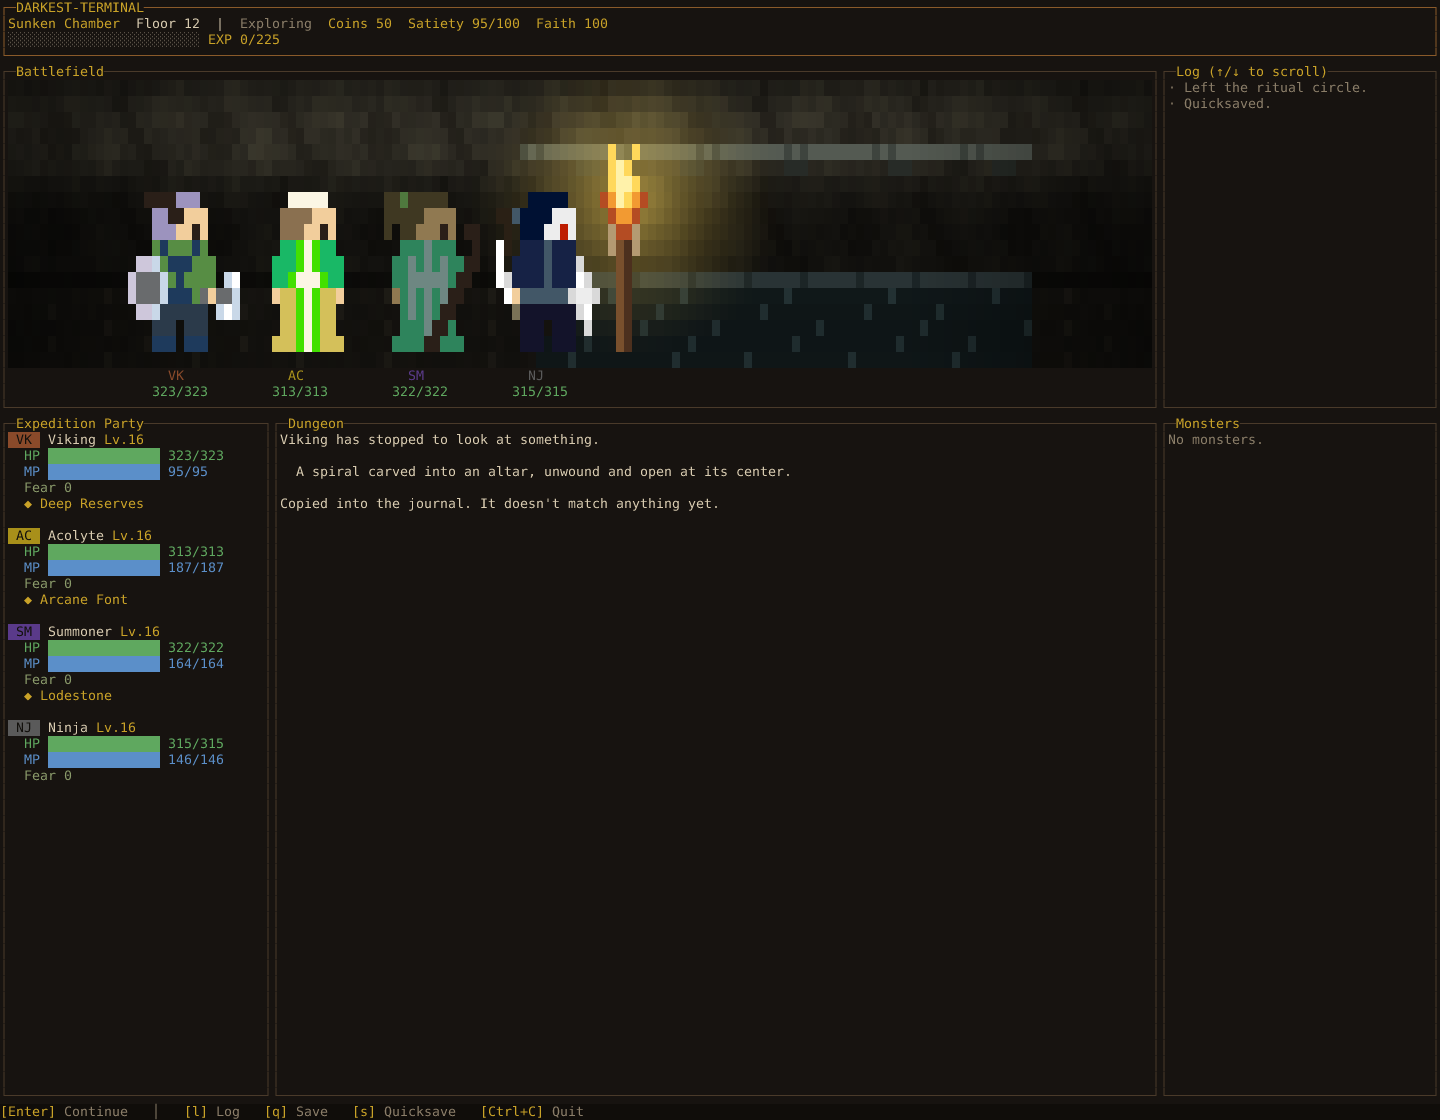 DARKEST-TERMINAL
Sunken Chamber  Floor 12  |  Exploring  Coins 50  Satiety 95/100  Faith 100
EXP 0/225
Battlefield
VK AC SM NJ
323/323 313/313 322/322 315/315
Log (↑/↓ to scroll)
· Left the ritual circle.
· Quicksaved.
Expedition Party
VK Viking Lv.16
HP 323/323
MP 95/95
Fear 0
◆ Deep Reserves
AC Acolyte Lv.16
HP 313/313
MP 187/187
Fear 0
◆ Arcane Font
SM Summoner Lv.16
HP 322/322
MP 164/164
Fear 0
◆ Lodestone
NJ Ninja Lv.16
HP 315/315
MP 146/146
Fear 0
Dungeon
Viking has stopped to look at something.
A spiral carved into an altar, unwound and open at its center.
Copied into the journal. It doesn't match anything yet.
Monsters
No monsters.
[Enter] Continue  |  [l] Log  [q] Save  [s] Quicksave  [Ctrl+C] Quit